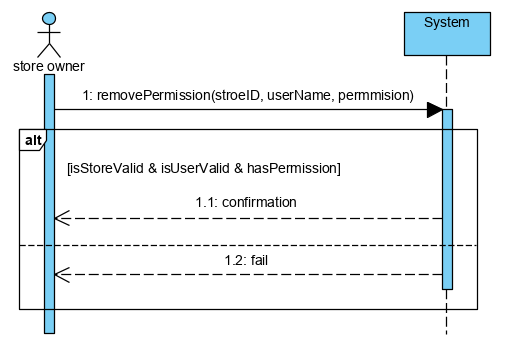 System
store owner
1: removePermission(stroeID, userName, permmision)
alt
[isStoreValid & isUserValid & hasPermission]
1.1: confirmation
1.2: fail